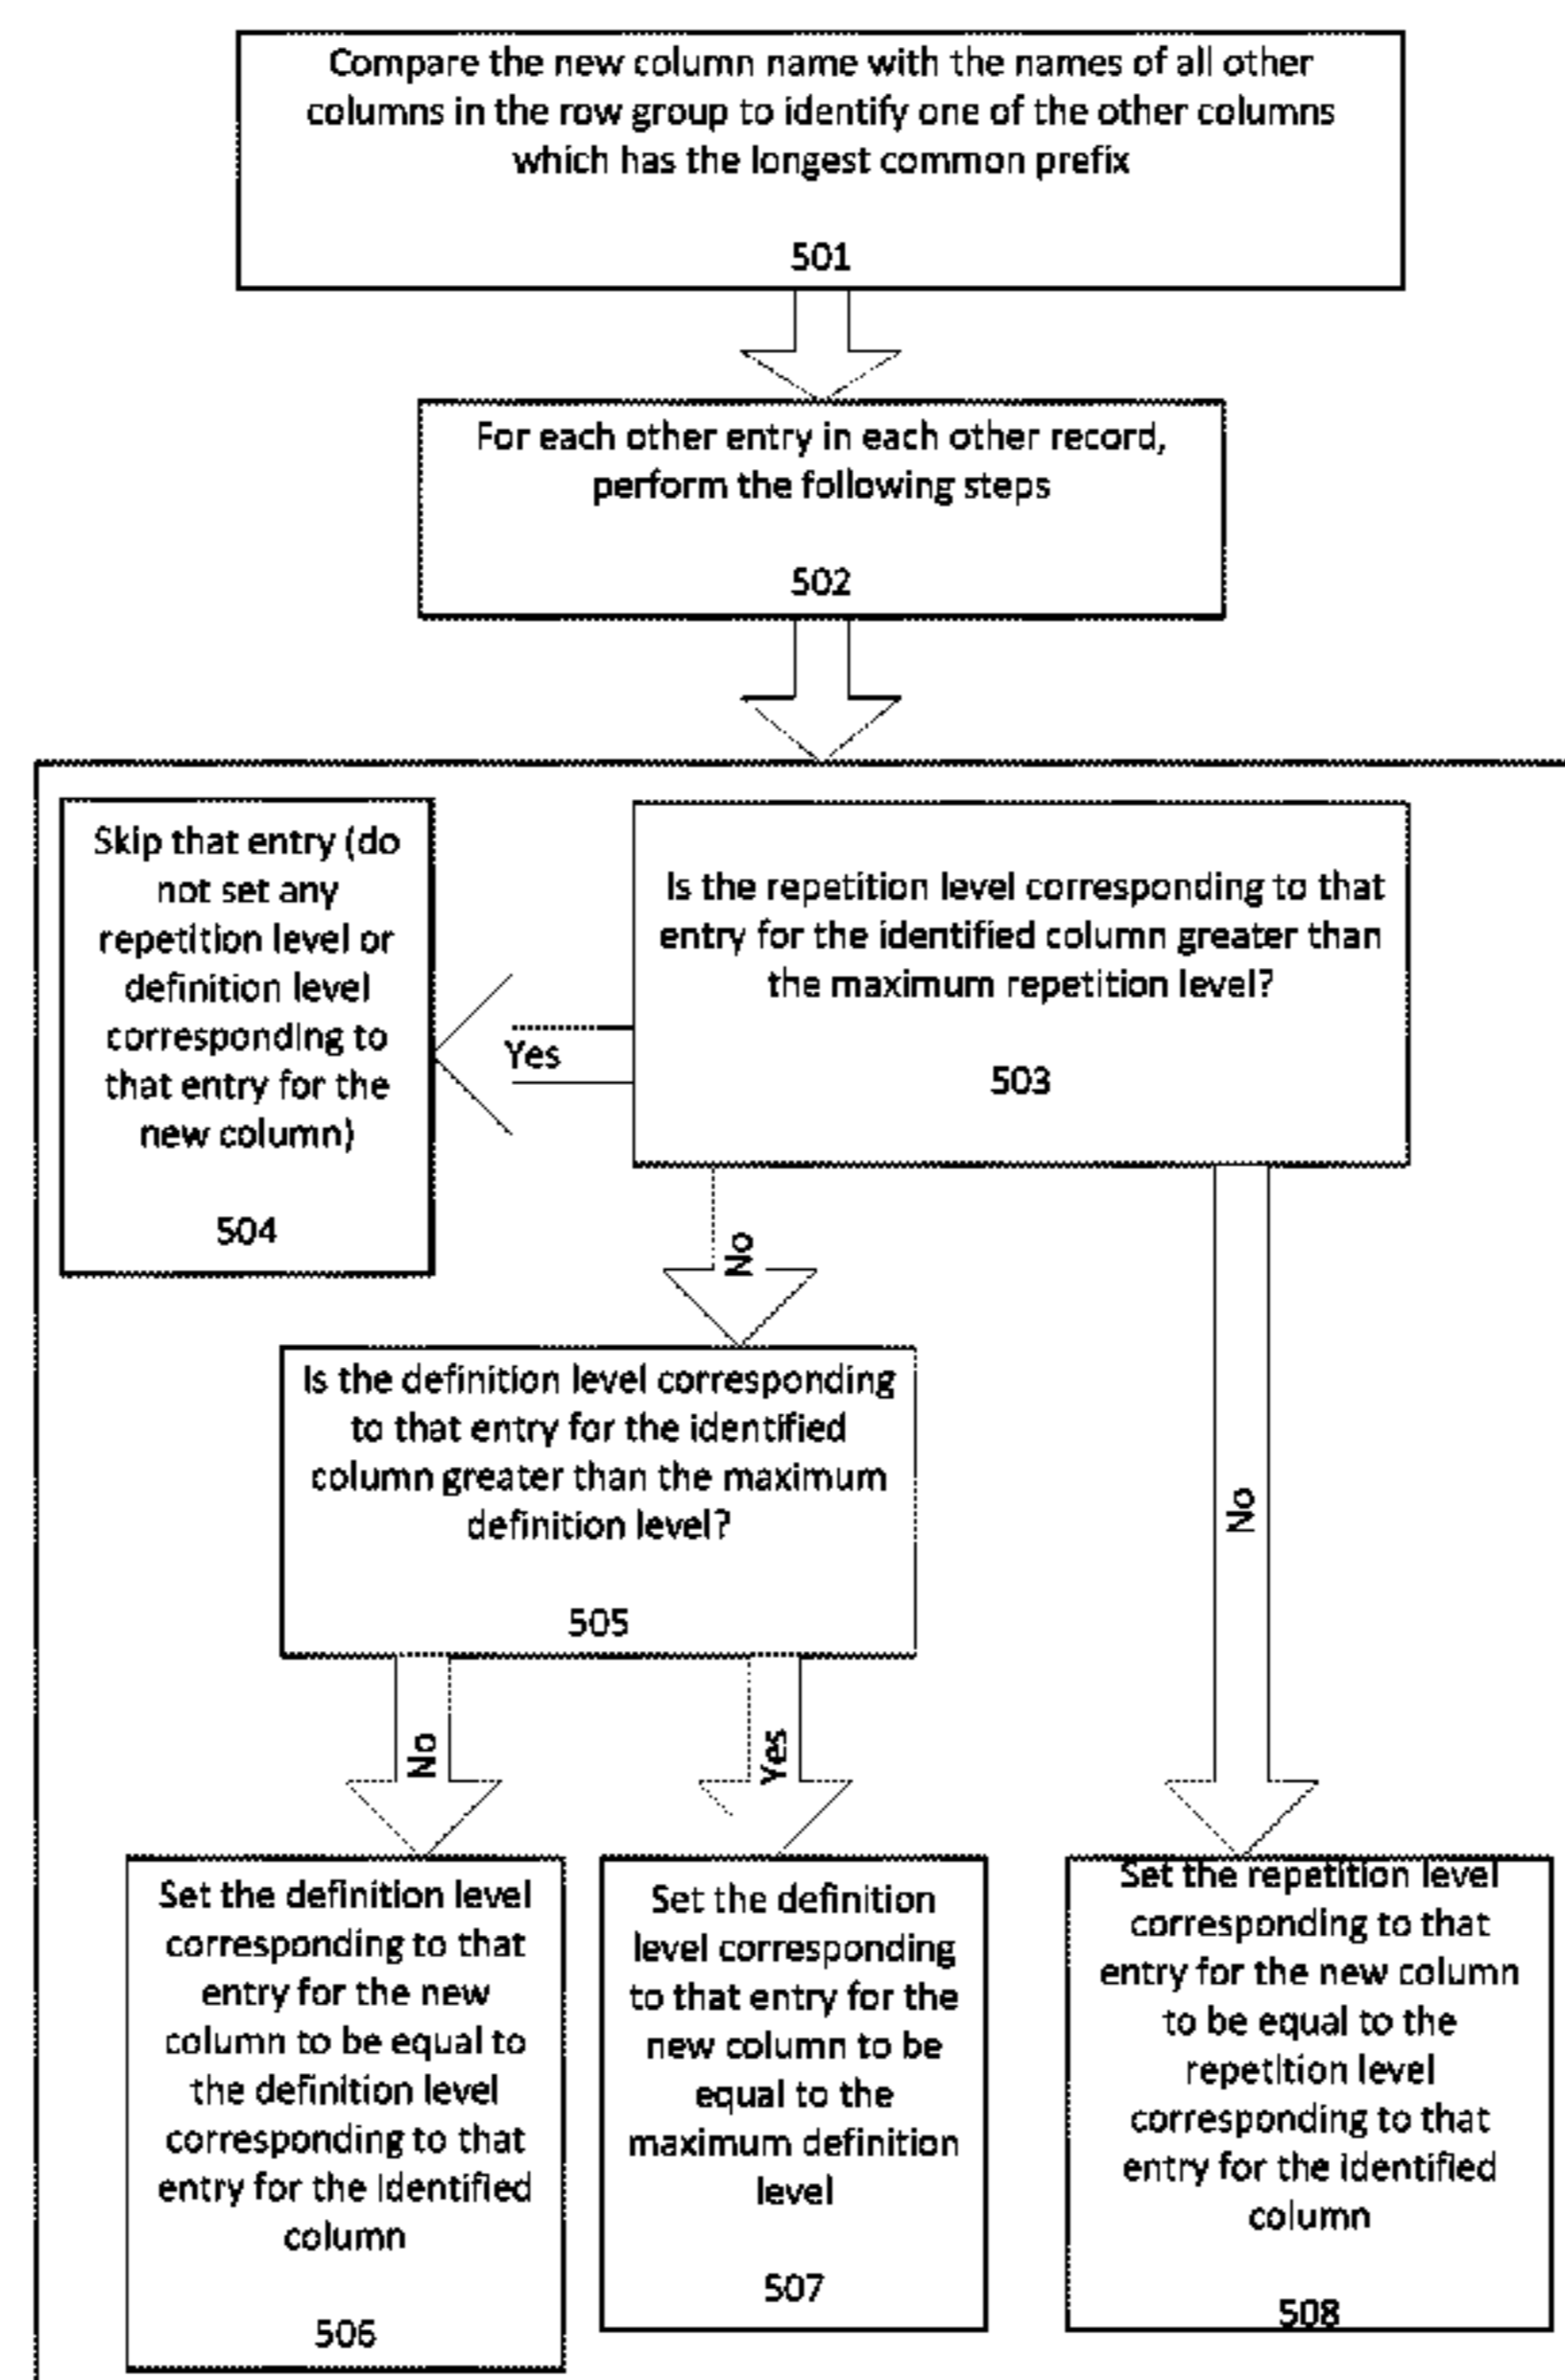 Compare the new column name with the names of all other
columns in the row group to identify one of the other columns
which has the longest common prefix
501
For each other entry in each other record,
perform the following steps
502
Skip that entry (do
not set any
repetition level or
definition level
corresponding to
that entry for the
new column)
504
Is the repetition level corresponding to that
entry for the identified column greater than
the maximum repetition level?
503
Yes
No
No
Is the definition level corresponding
to that entry for the identified
column greater than the maximum
definition level?
505
No
Yes
Set the definition level
corresponding to that
entry for the new
column to be equal to
the definition level
corresponding to that
entry for the identified
column
506
Set the definition
level corresponding
to that entry for the
new column to be
equal to the
maximum definition
level
507
Set the repetition level
corresponding to that
entry for the new column
to be equal to the
repetition level
corresponding to that
entry for the identified
column
508